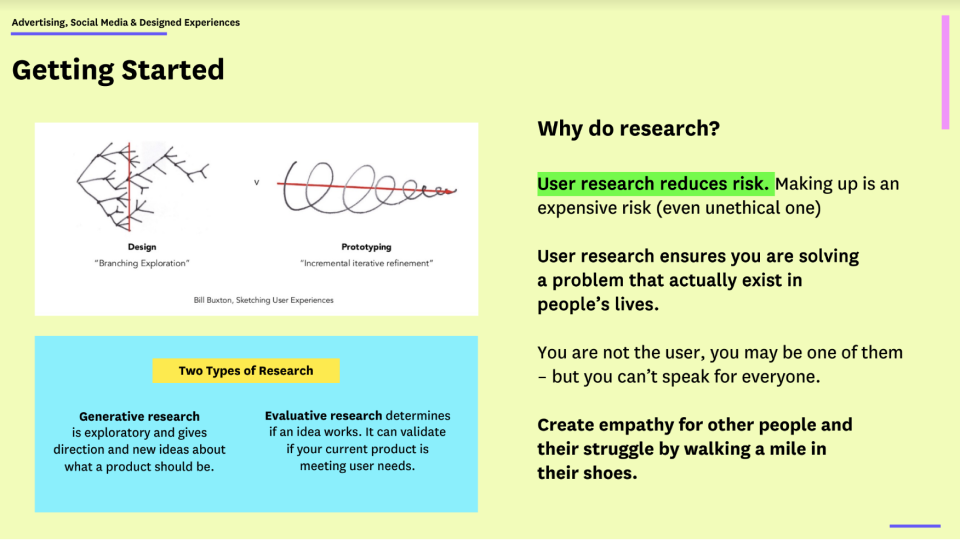 Advertising, Social Media & Designed Experiences
Getting Started
v
Design
"Branching Exploration"
Prototyping
"Incremental iterative refinement"
Bill Buxton, Sketching User Experiences
Two Types of Research
Generative research
is exploratory and gives
direction and new ideas about
what a product should be.
Evaluative research determines
if an idea works. It can validate
if your current product is
meeting user needs.
Why do research?
User research reduces risk. Making up is an
expensive risk (even unethical one)
User research ensures you are solving
a problem that actually exist in
people's lives.
You are not the user, you may be one of them
– but you can't speak for everyone.
Create empathy for other people and
their struggle by walking a mile in
their shoes.